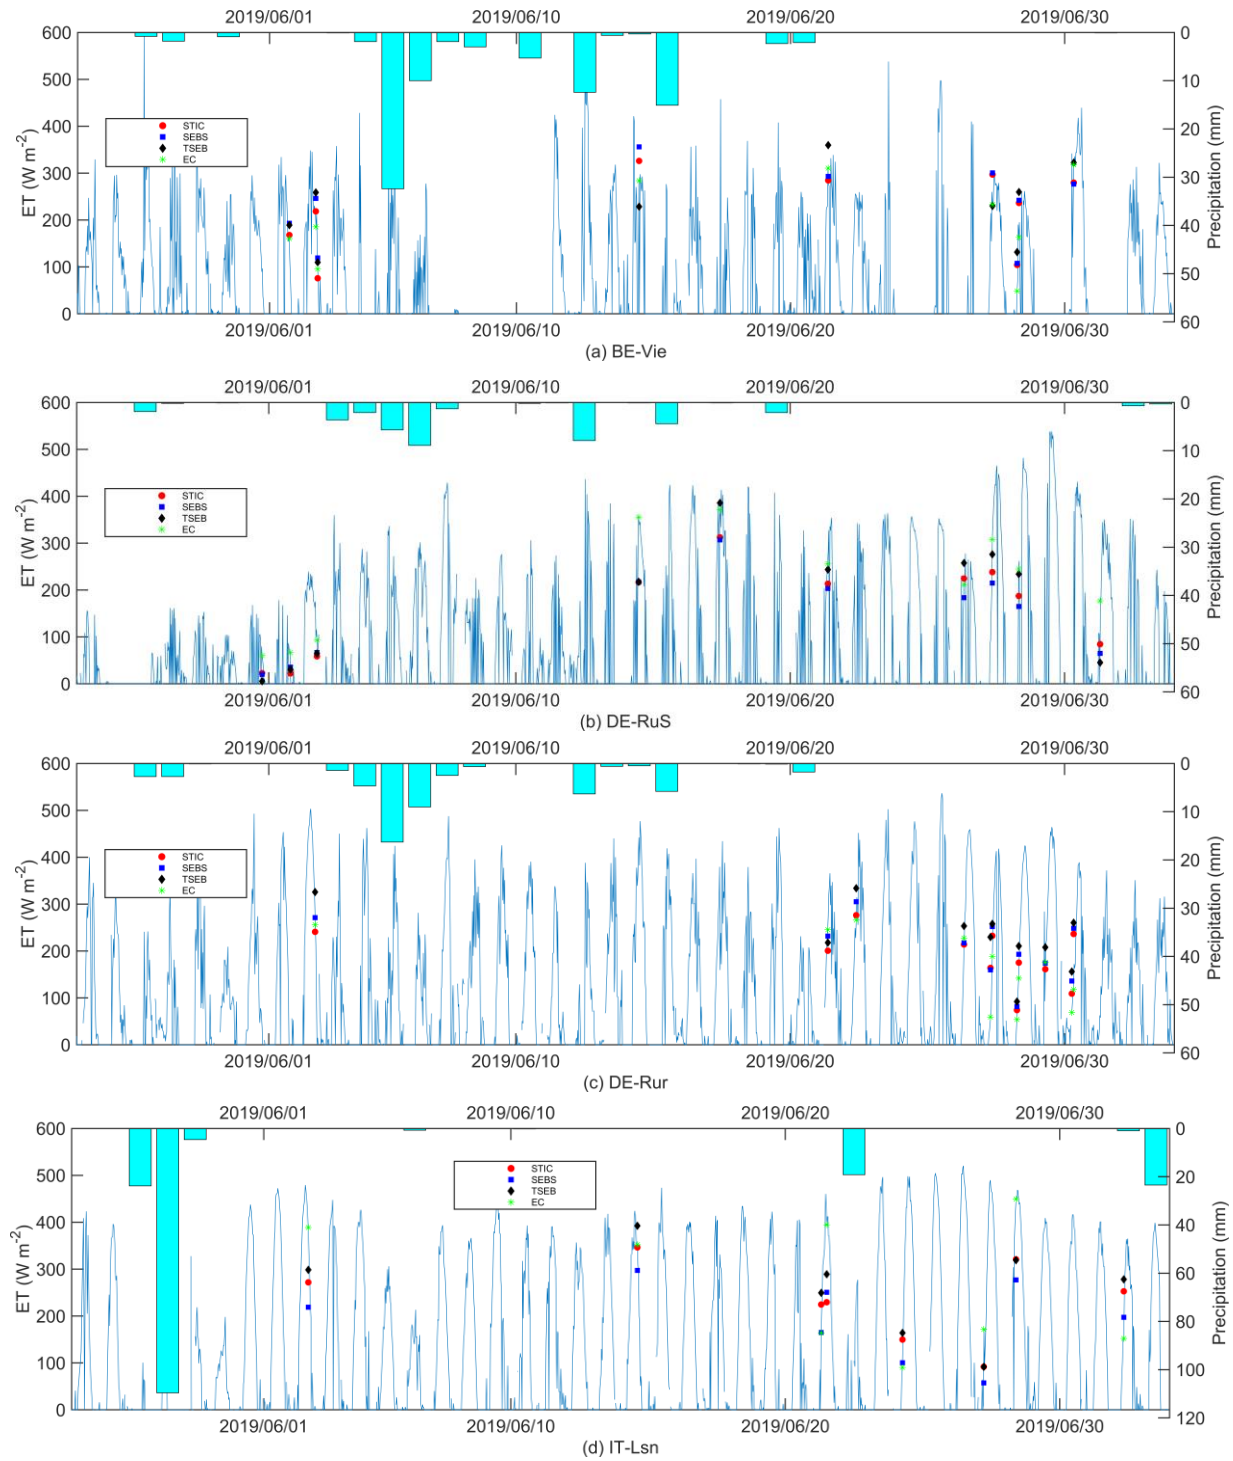 2019/06/01 2019/06/10 2019/06/20 2019/06/30
600 0
500 10
400 20
300 30
200 40
100 50
0 60
ET (W m-2)
Precipitation (mm)
STIC
SEBS
TSEB
EC
2019/06/01 2019/06/10 2019/06/20 2019/06/30
(a) BE-Vie
2019/06/01 2019/06/10 2019/06/20 2019/06/30
600 0
500 10
400 20
300 30
200 40
100 50
0 60
ET (W m-2)
Precipitation (mm)
STIC
SEBS
TSEB
EC
2019/06/01 2019/06/10 2019/06/20 2019/06/30
(b) DE-RuS
2019/06/01 2019/06/10 2019/06/20 2019/06/30
600 0
500 10
400 20
300 30
200 40
100 50
0 60
ET (W m-2)
Precipitation (mm)
STIC
SEBS
TSEB
EC
2019/06/01 2019/06/10 2019/06/20 2019/06/30
(c) DE-Rur
2019/06/01 2019/06/10 2019/06/20 2019/06/30
600 0
500 20
400 40
300 60
200 80
100 100
0 120
ET (W m-2)
Precipitation (mm)
STIC
SEBS
TSEB
EC
2019/06/01 2019/06/10 2019/06/20 2019/06/30
(d) IT-Lsn